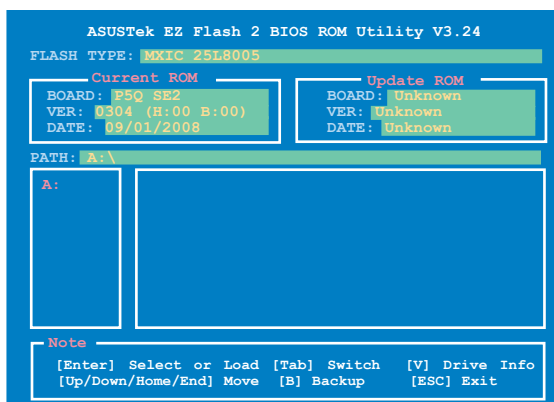 ASUSTek EZ Flash 2 BIOS ROM Utility V3.24
FLASH TYPE: MXIC 25L8005
Current ROM
BOARD: P5Q SE2
VER: 0304 (H:00 B:00)
DATE: 09/01/2008
Update ROM
BOARD: Unknown
VER: Unknown
DATE: Unknown
PATH: A:\
A:
Note
[Enter] Select or Load [Tab] Switch [V] Drive Info
[Up/Down/Home/End] Move [B] Backup [ESC] Exit